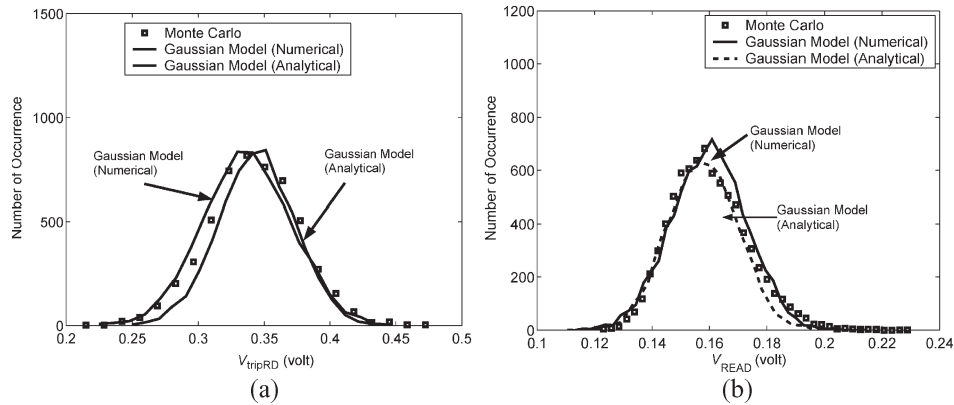 1500
1000
500
0
Number of Occurrence
Monte Carlo
Gaussian Model (Numerical)
Gaussian Model (Analytical)
Gaussian Model
(Numerical)
Gaussian Model
(Analytical)
0.2 0.25 0.3 0.35 0.4 0.45 0.5
VtripRD (volt)
(a)
1200
1000
800
600
400
200
0
Number of Occurrence
Monte Carlo
Gaussian Model (Numerical)
Gaussian Model (Analytical)
Gaussian Model
(Numerical)
Gaussian Model
(Analytical)
0.1 0.12 0.14 0.16 0.18 0.2 0.22 0.24
VREAD (volt)
(b)